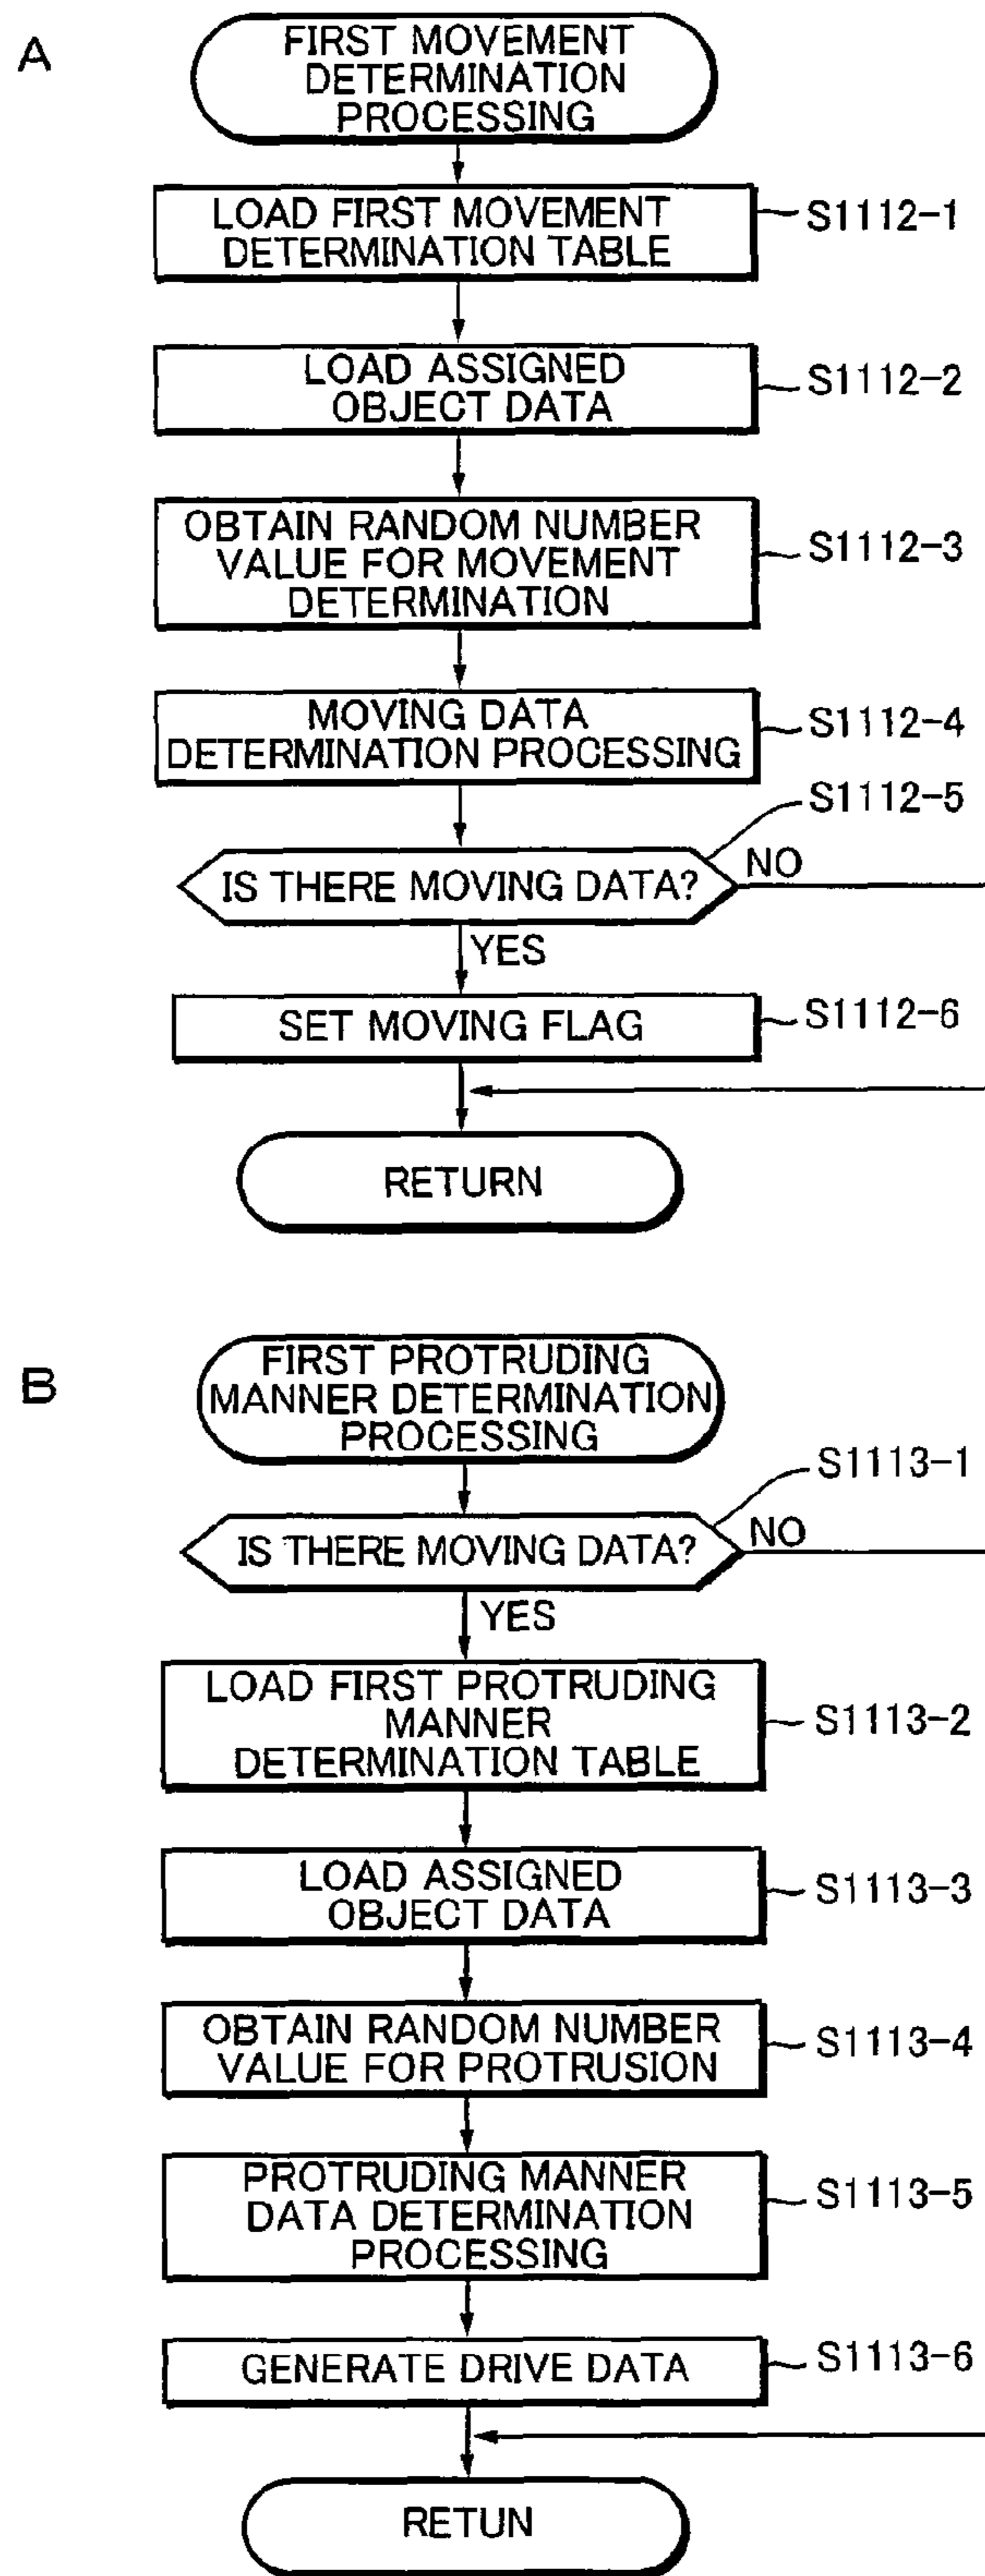 A
FIRST MOVEMENT
DETERMINATION
PROCESSING
LOAD FIRST MOVEMENT
DETERMINATION TABLE
S1112-1
LOAD ASSIGNED
OBJECT DATA
S1112-2
OBTAIN RANDOM NUMBER
VALUE FOR MOVEMENT
DETERMINATION
S1112-3
MOVING DATA
DETERMINATION PROCESSING
S1112-4
S1112-5
IS THERE MOVING DATA?
NO
YES
SET MOVING FLAG
S1112-6
RETURN
B
FIRST PROTRUDING
MANNER DETERMINATION
PROCESSING
S1113-1
IS THERE MOVING DATA?
NO
YES
LOAD FIRST PROTRUDING
MANNER
DETERMINATION TABLE
S1113-2
LOAD ASSIGNED
OBJECT DATA
S1113-3
OBTAIN RANDOM NUMBER
VALUE FOR PROTRUSION
S1113-4
PROTRUDING MANNER
DATA DETERMINATION
PROCESSING
S1113-5
GENERATE DRIVE DATA
S1113-6
RETUN